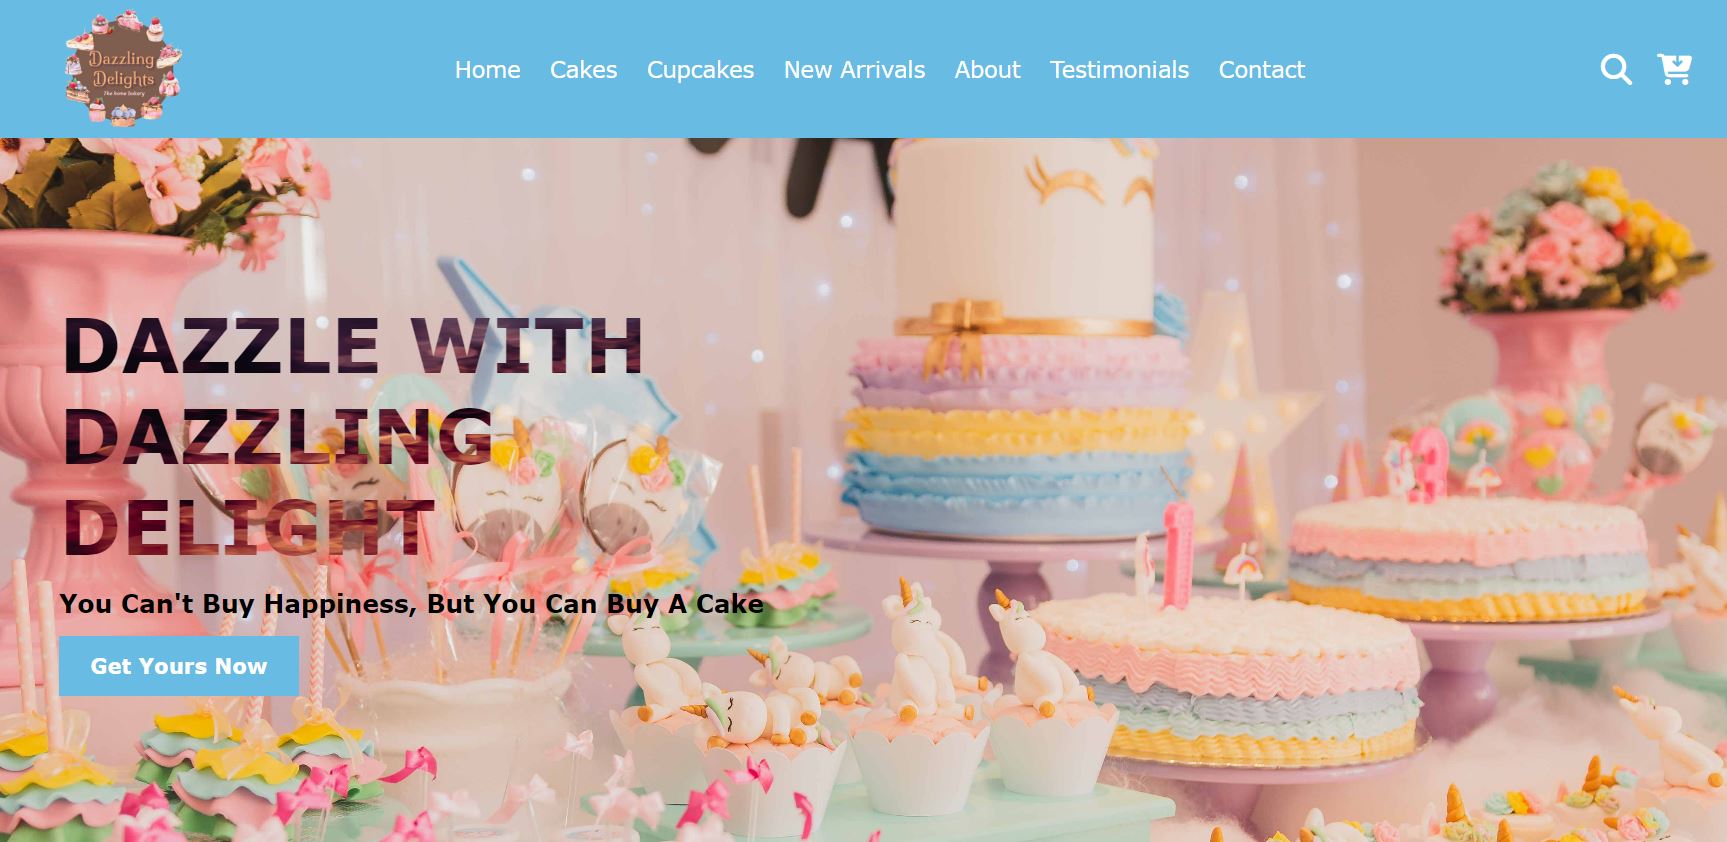 Dazzling
Delights
The home bakery
Home Cakes Cupcakes New Arrivals About Testimonials Contact
DAZZLE WITH
DAZZLING
DELIGHT
You Can't Buy Happiness, But You Can Buy A Cake
Get Yours Now